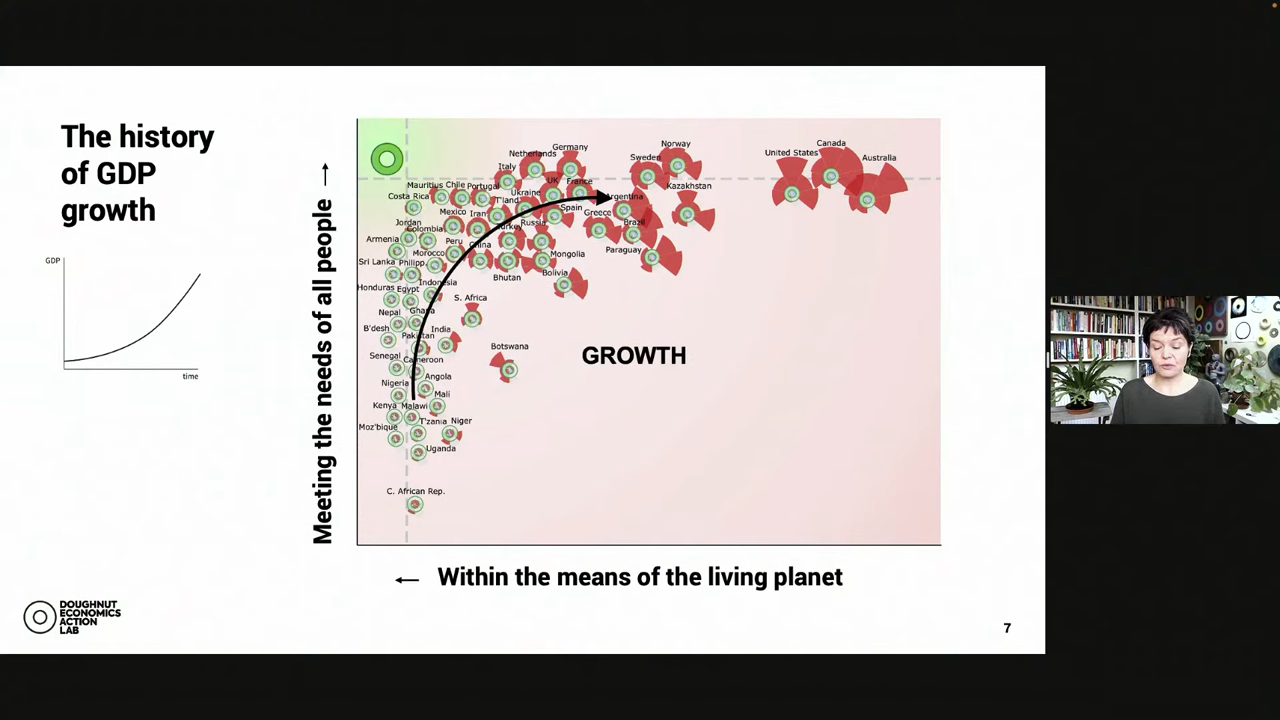 The history
of GDP
growth
GDP
time
Meeting the needs of all people →
Netherlands
Germany
Norway
Sweden
United States
Canada
Australia
Italy
UK
France
Kazakhstan
Mauritius
Chile
Portugal
Ukraine
Costa Rica
T'land
Argentina
Spain
Mexico
Iran
Greece
Jordan
Colombia
Turkey
Russia
Brazil
Armenia
Peru
China
Morocco
Mongolia
Paraguay
Sri Lanka
Philipp.
Bhutan
Bolivia
Indonesia
Honduras
Egypt
S. Africa
Nepal
Ghana
B'desh
Pakistan
India
Botswana
GROWTH
Senegal
Cameroon
Nigeria
Angola
Mali
Kenya
Malawi
Moz'bique
T'zania
Niger
Uganda
C. African Rep.
← Within the means of the living planet
DOUGHNUT
ECONOMICS
ACTION
LAB
7